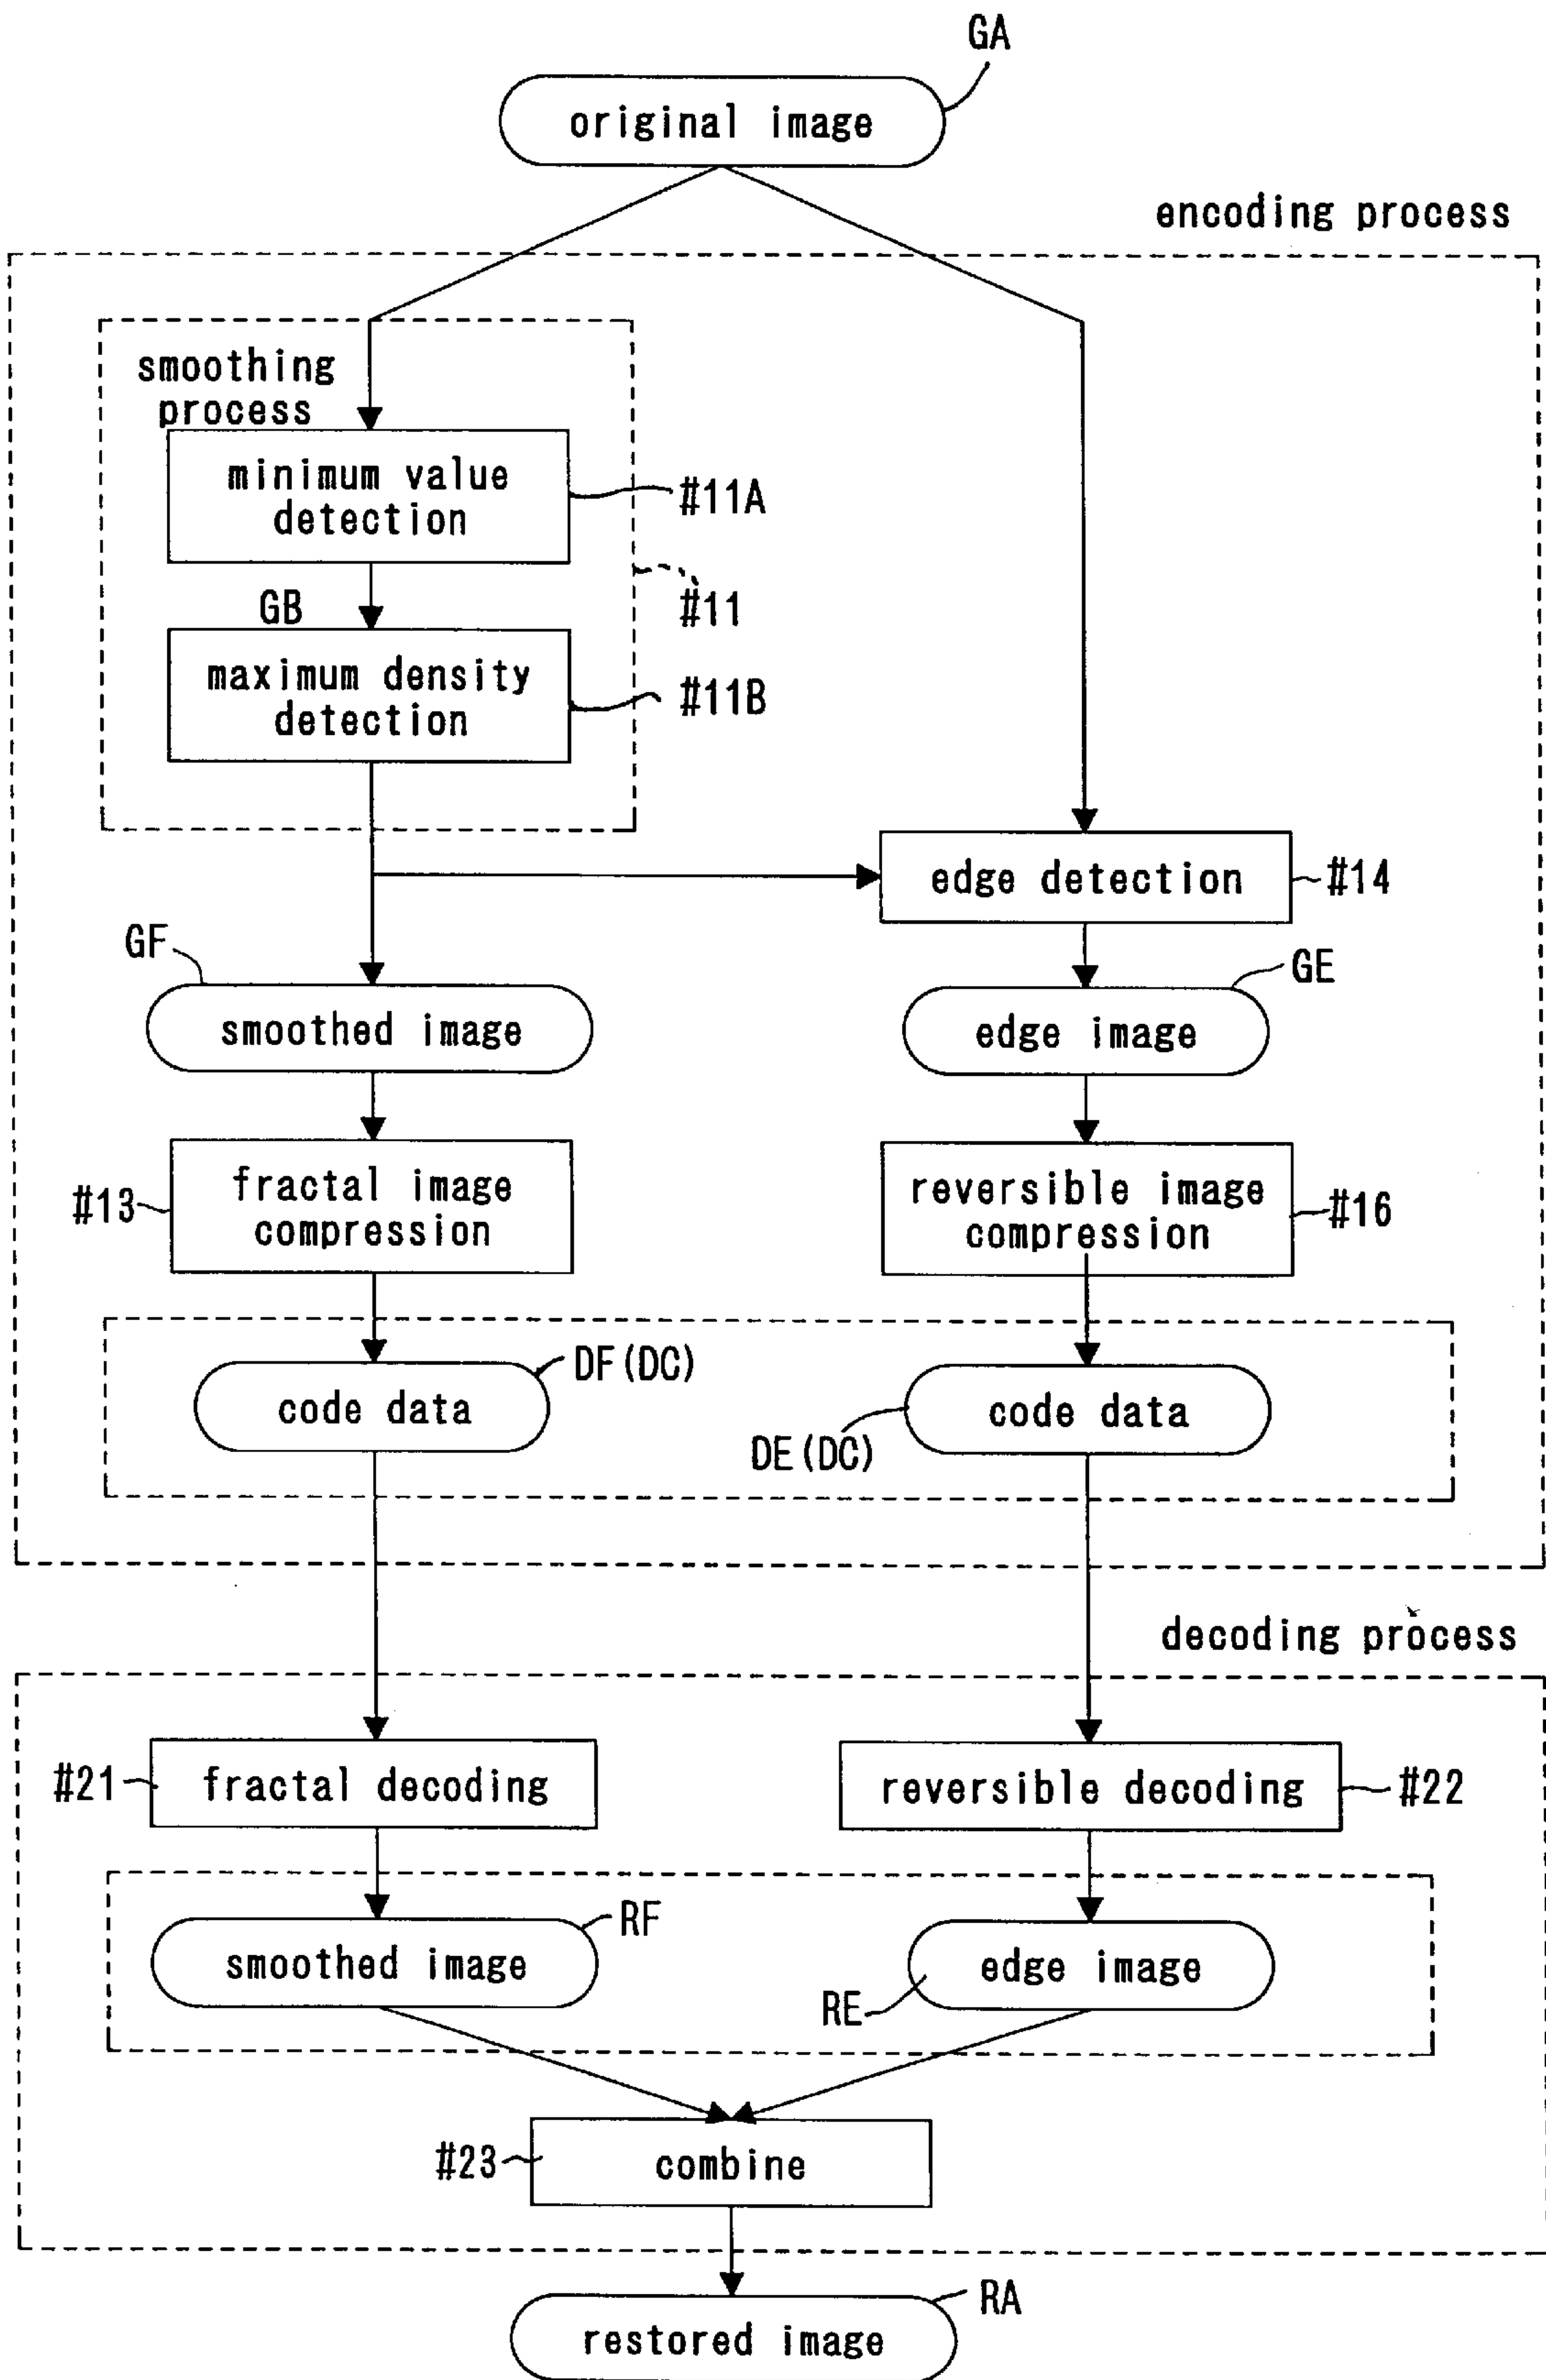 GA
original image
encoding process
smoothing
process
minimum value
detection
#11A
#11
GB
maximum density
detection
#11B
edge detection
#14
GF
GE
smoothed image
edge image
#13
fractal image
compression
reversible image
compression
#16
DF(DC)
code data
code data
DE(DC)
decoding process
#21
fractal decoding
reversible decoding
#22
RF
smoothed image
edge image
RE
#23
combine
RA
restored image